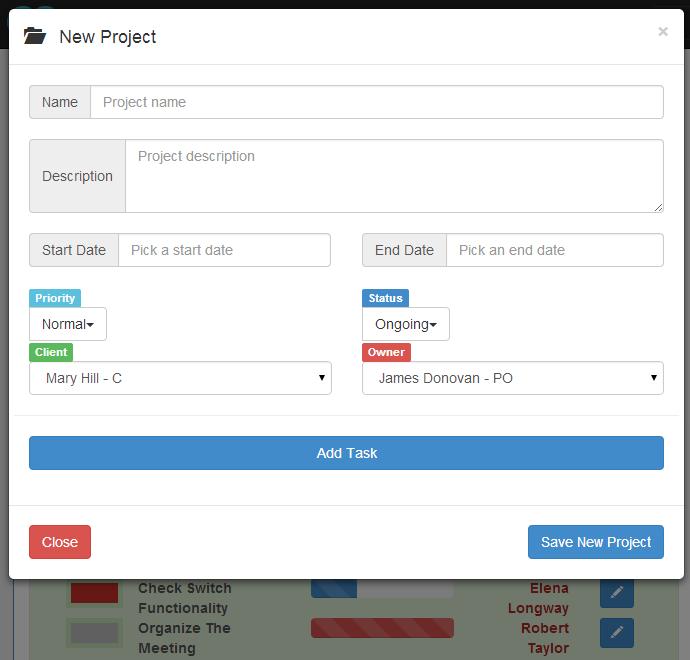 New Project
×
Name Project name
Description Project description
Start Date Pick a start date End Date Pick an end date
Priority Status
Normal Ongoing
Client Owner
Mary Hill - C James Donovan - PO
Add Task
Close Save New Project
Check Switch Elena
Functionality Longway
Organize The Robert
Meeting Taylor